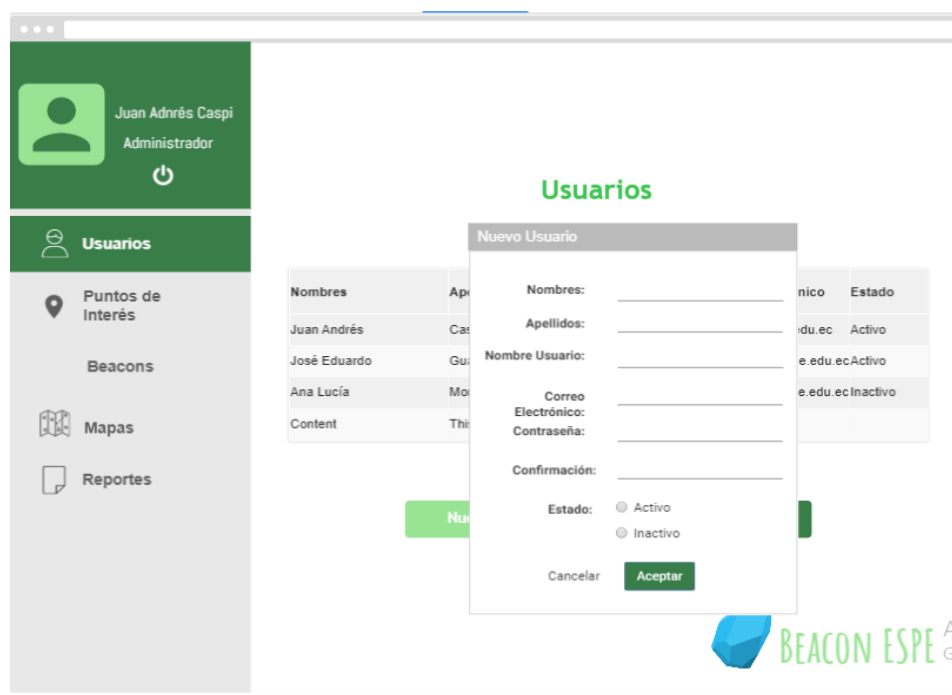 Juan Adnrés Caspi
Administrador
Usuarios
Puntos de
Interés
Beacons
Mapas
Reportes
Usuarios
Nuevo Usuario
Nombres:
Apellidos:
Nombre Usuario:
Correo
Electrónico:
Contraseña:
Confirmación:
Estado:
Activo
Inactivo
Cancelar
Aceptar
Nombres
Estado
Juan Andrés
edu.ec
Activo
José Eduardo
e.edu.ec
Activo
Ana Lucía
e.edu.ec
Inactivo
Content
BEACON ESPE